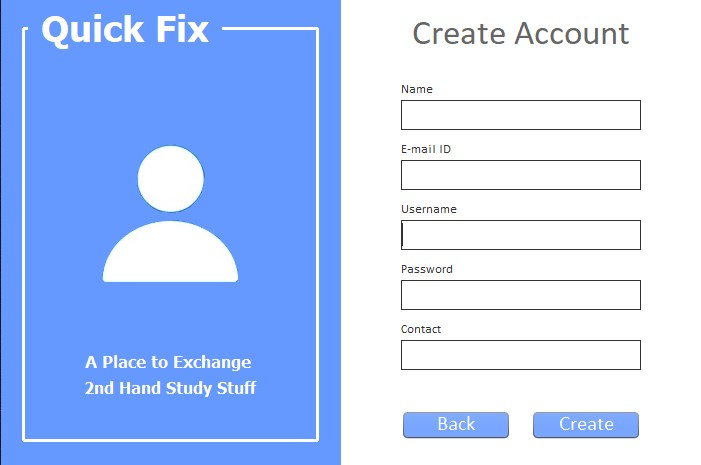 Quick Fix
A Place to Exchange
2nd Hand Study Stuff
Create Account
Name
E-mail ID
Username
Password
Contact
Back
Create